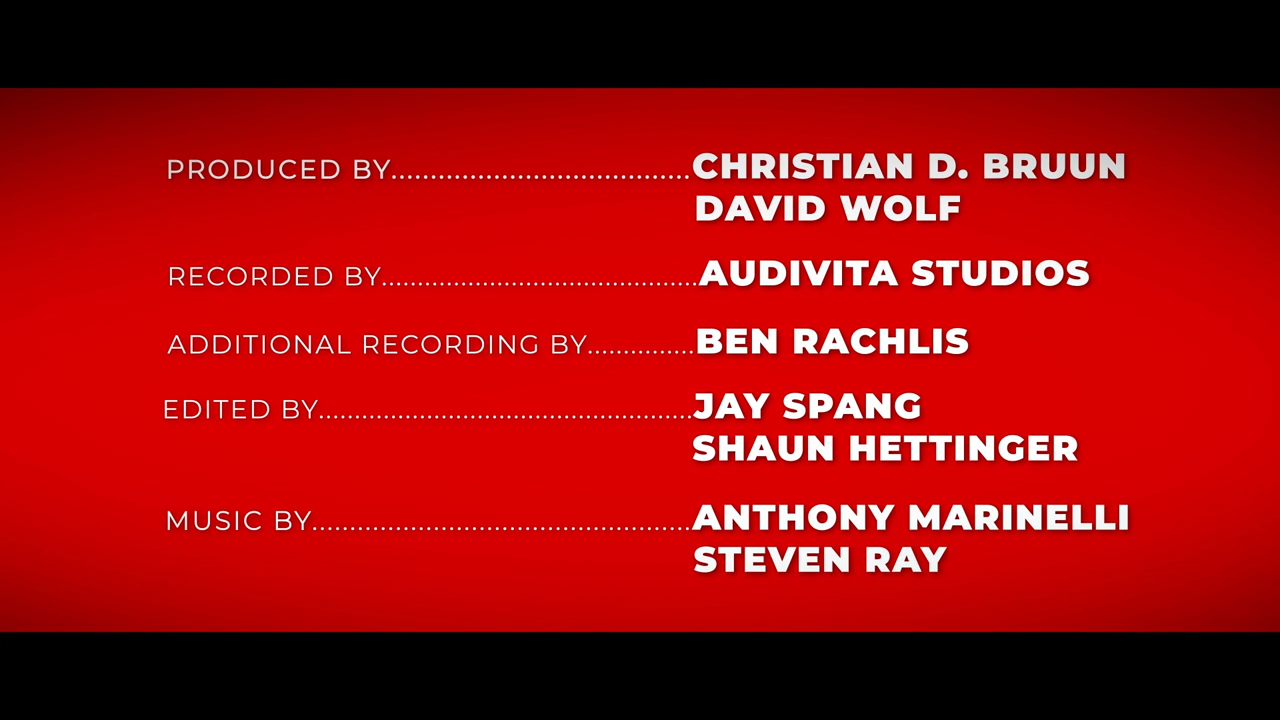 PRODUCED BY......................................CHRISTIAN D. BRUUN
DAVID WOLF
RECORDED BY........................................AUDIVITA STUDIOS
ADDITIONAL RECORDING BY...............BEN RACHLIS
EDITED BY................................................JAY SPANG
SHAUN HETTINGER
MUSIC BY.................................................ANTHONY MARINELLI
STEVEN RAY